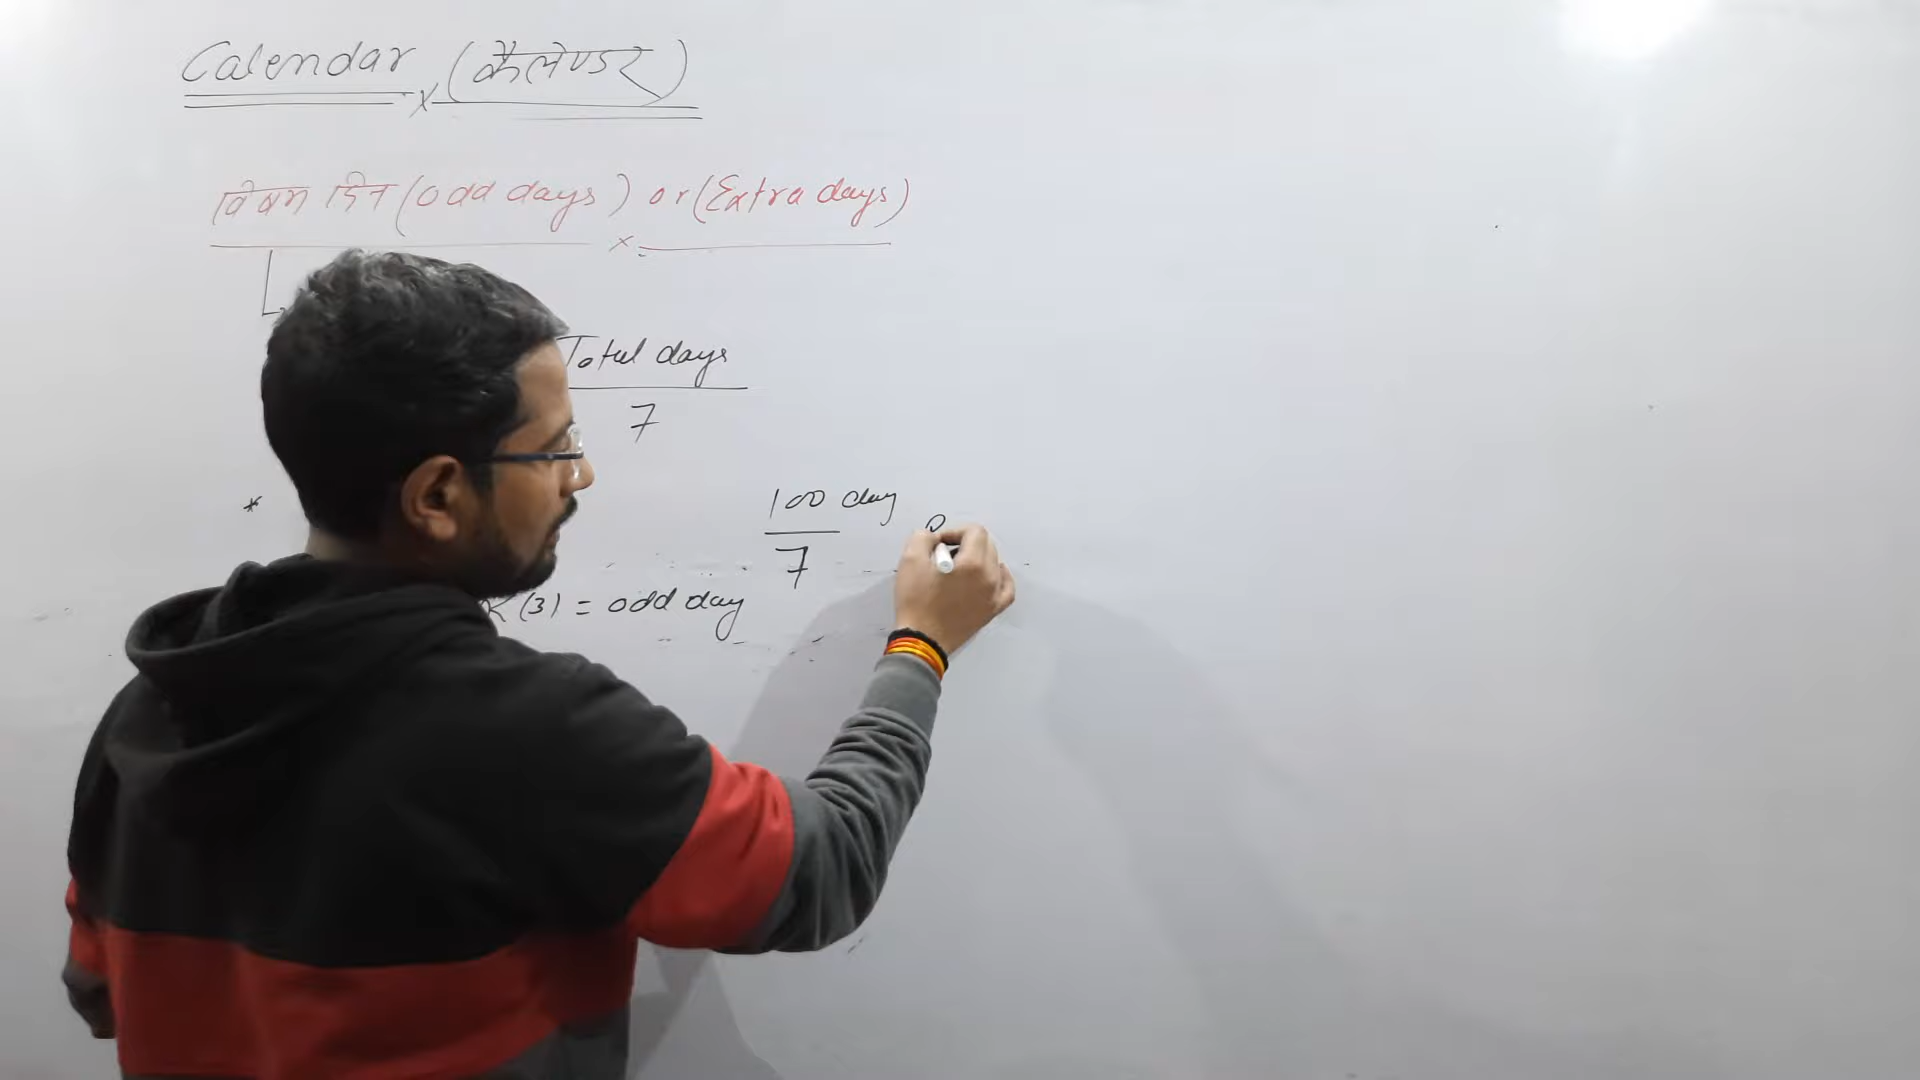 Calendar (कैलेण्डर)
विषम दिन (odd days) or (Extra days)
Total days
7
*
100 day
7
(3) = odd day